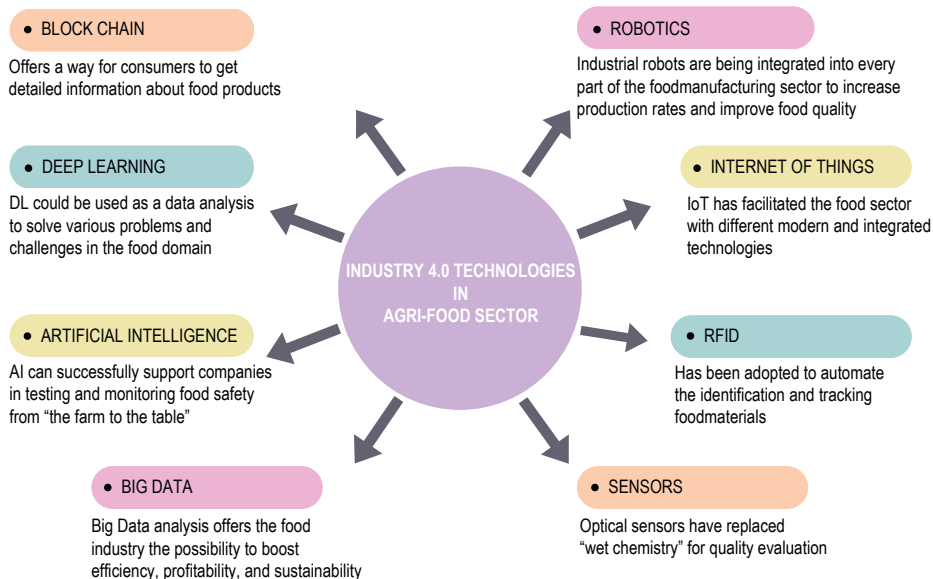 BLOCK CHAIN
Offers a way for consumers to get
detailed information about food products
DEEP LEARNING
DL could be used as a data analysis
to solve various problems and
challenges in the food domain
ARTIFICIAL INTELLIGENCE
AI can successfully support companies
in testing and monitoring food safety
from “the farm to the table”
BIG DATA
Big Data analysis offers the food
industry the possibility to boost
efficiency, profitability, and sustainability
INDUSTRY 4.0 TECHNOLOGIES
IN
AGRI-FOOD SECTOR
ROBOTICS
Industrial robots are being integrated into every
part of the foodmanufacturing sector to increase
production rates and improve food quality
INTERNET OF THINGS
IoT has facilitated the food sector
with different modern and integrated
technologies
RFID
Has been adopted to automate
the identification and tracking
foodmaterials
SENSORS
Optical sensors have replaced
“wet chemistry” for quality evaluation